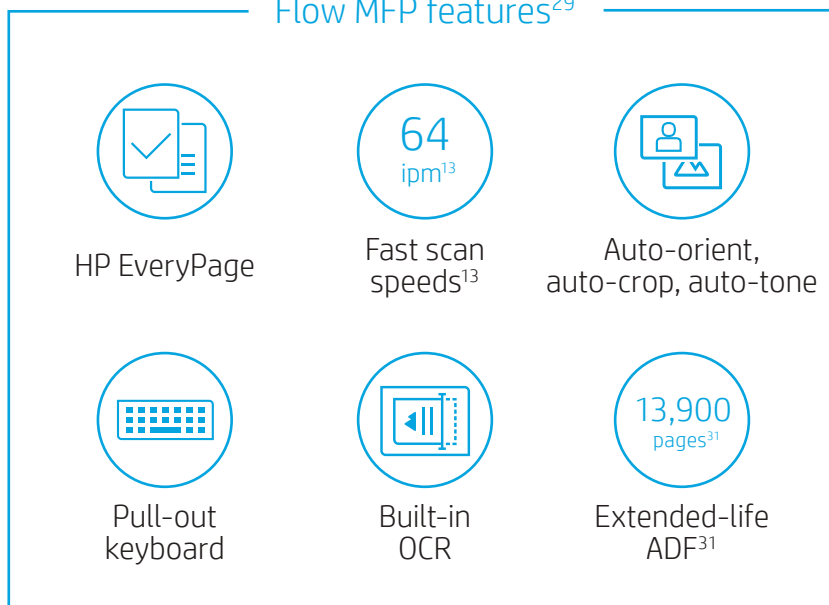 Flow MFP features29
64
ipm13
HP EveryPage
Fast scan
speeds13
Auto-orient,
auto-crop, auto-tone
13,900
pages31
Pull-out
keyboard
Built-in
OCR
Extended-life
ADF31